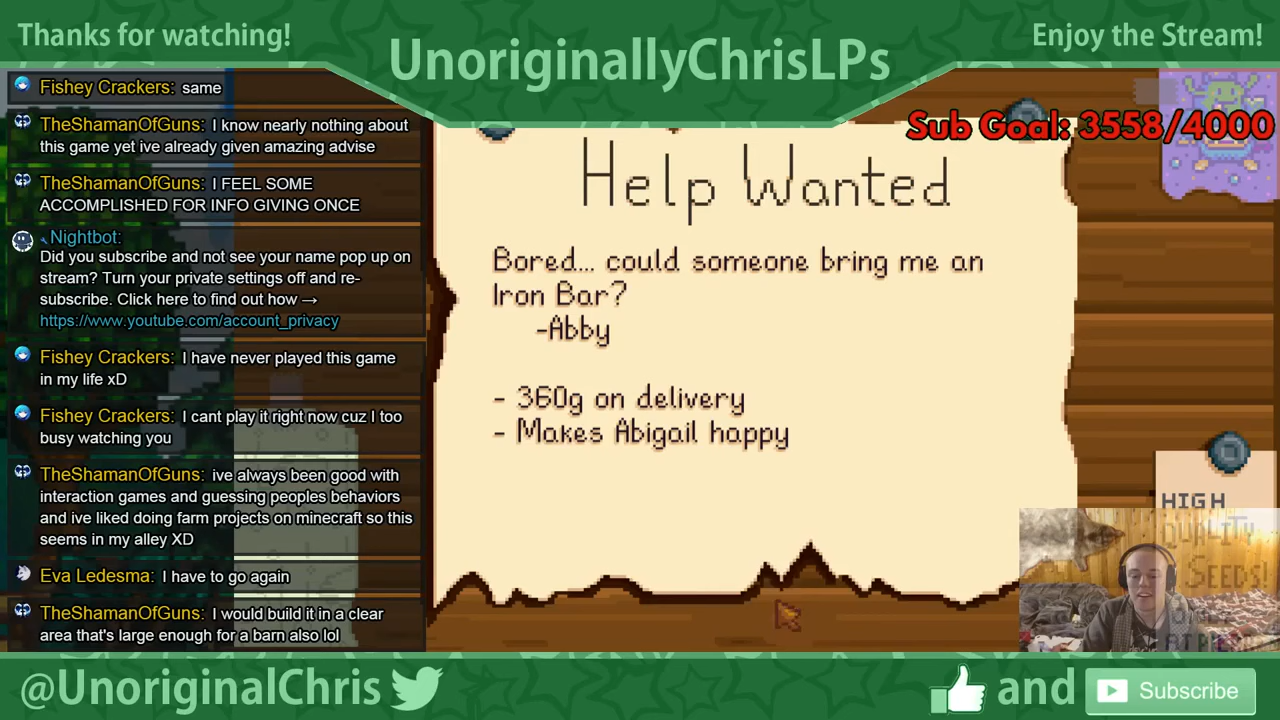 Thanks for watching!
UnoriginallyChrisLPs
Enjoy the Stream!
Fishey Crackers: same
TheShamanOfGuns: I know nearly nothing about
this game yet ive already given amazing advise
TheShamanOfGuns: I FEEL SOME
ACCOMPLISHED FOR INFO GIVING ONCE
Nightbot:
Did you subscribe and not see your name pop up on
stream? Turn your private settings off and re-
subscribe. Click here to find out how →
https://www.youtube.com/account_privacy
Fishey Crackers: I have never played this game
in my life xD
Fishey Crackers: I cant play it right now cuz I too
busy watching you
TheShamanOfGuns: ive always been good with
interaction games and guessing peoples behaviors
and ive liked doing farm projects on minecraft so this
seems in my alley XD
Eva Ledesma: I have to go again
TheShamanOfGuns: I would build it in a clear
area that's large enough for a barn also lol
Sub Goal: 3558/4000
Help Wanted
Bored... could someone bring me an
Iron Bar?
-Abby
- 360g on delivery
- Makes Abigail happy
HIGH
QUALITY
SEEDS!
@UnoriginalChris
and
Subscribe